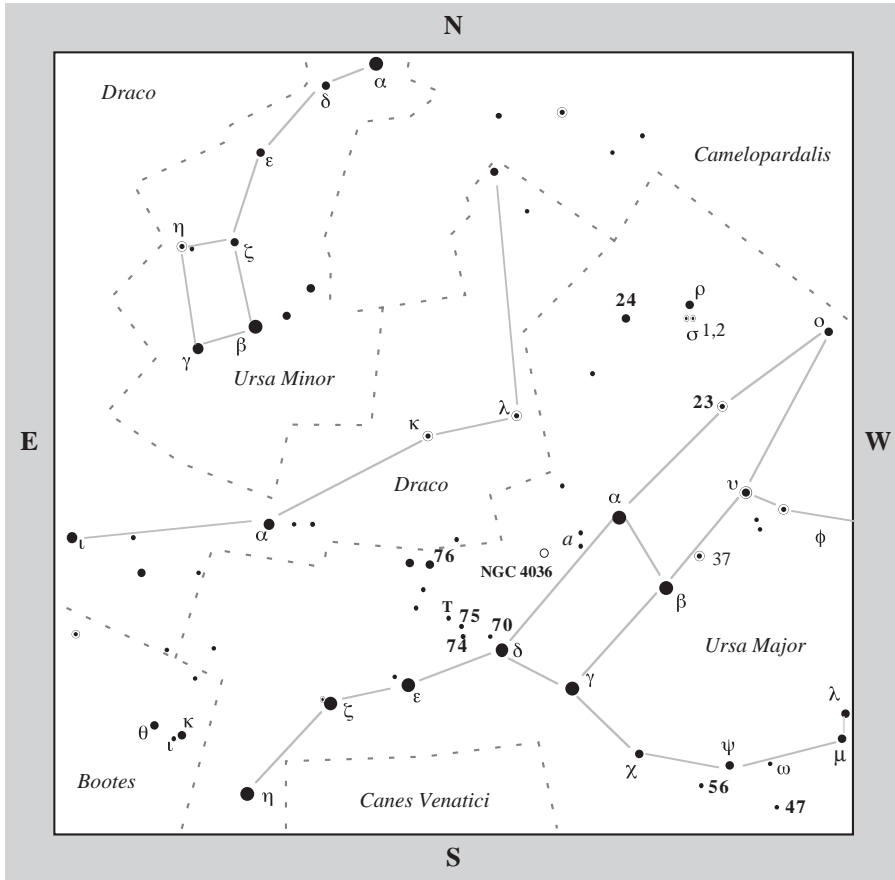 N
α
Draco
δ
Camelopardalis
ε
η
ζ
ρ
24
σ 1,2
ο
β
γ
Ursa Minor
23
λ
κ
E
W
Draco
υ
α
α
ι
a
φ
76
NGC 4036
37
β
T
75
70
74
δ
Ursa Major
γ
ε
λ
ζ
κ
θ
ι
ψ
μ
χ
ω
Bootes
56
η
Canes Venatici
47
S